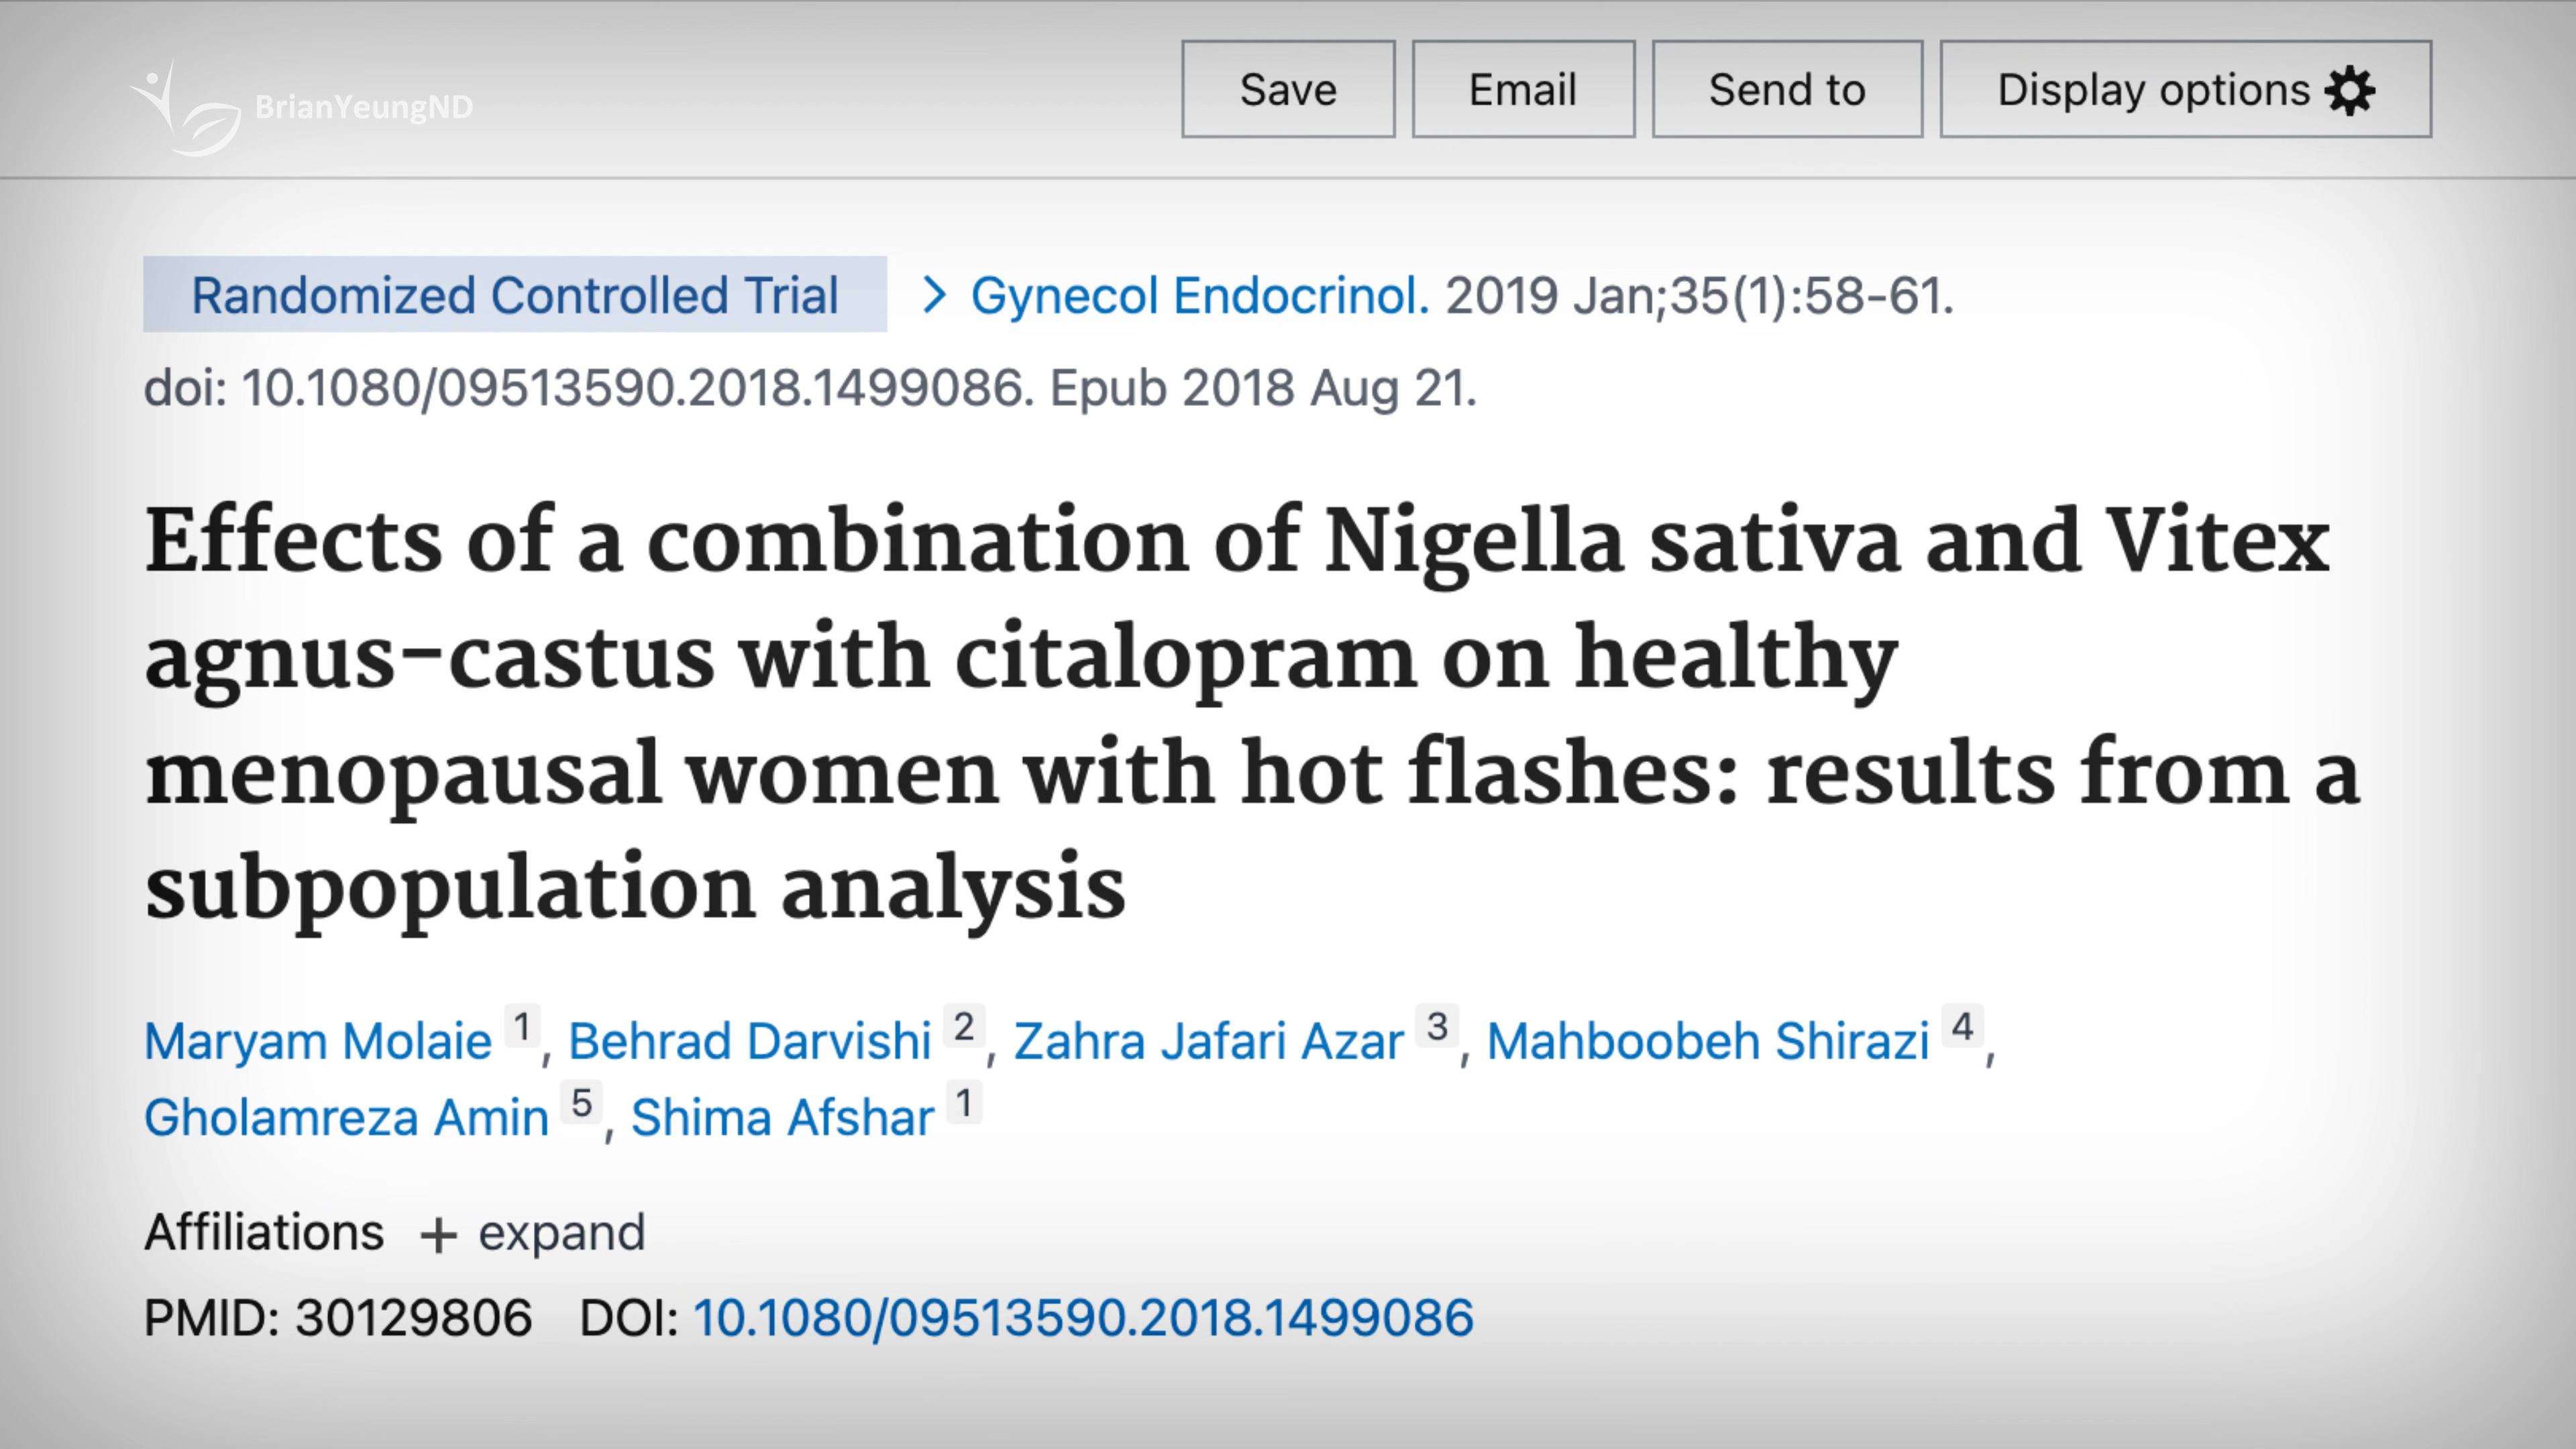 BrianYeungND
Save Email Send to Display options
Randomized Controlled Trial > Gynecol Endocrinol. 2019 Jan;35(1):58-61.
doi: 10.1080/09513590.2018.1499086. Epub 2018 Aug 21.
Effects of a combination of Nigella sativa and Vitex
agnus-castus with citalopram on healthy
menopausal women with hot flashes: results from a
subpopulation analysis
Maryam Molaie 1, Behrad Darvishi 2, Zahra Jafari Azar 3, Mahboobeh Shirazi 4,
Gholamreza Amin 5, Shima Afshar 1
Affiliations + expand
PMID: 30129806 DOI: 10.1080/09513590.2018.1499086